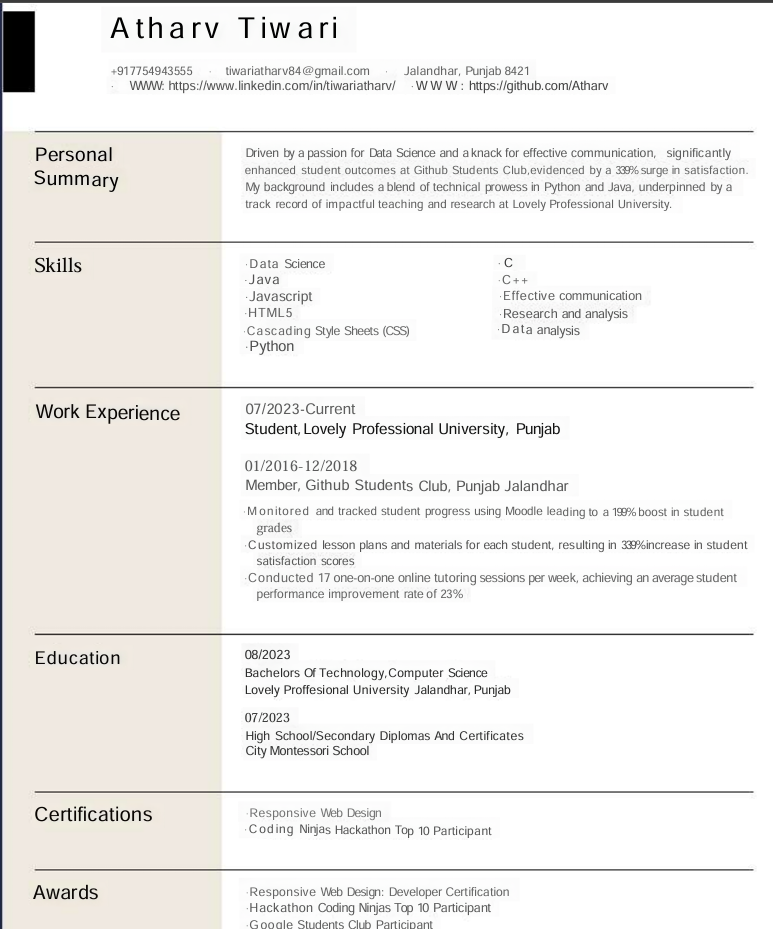 Atharv Tiwari
+917754943555 · tiwariatharv84@gmail.com · Jalandhar, Punjab 8421
· WWW: https://www.linkedin.com/in/tiwariatharv/ · WWW: https://github.com/Atharv
Personal
Summary
Driven by a passion for Data Science and a knack for effective communication, significantly
enhanced student outcomes at Github Students Club,evidenced by a 339% surge in satisfaction.
My background includes a blend of technical prowess in Python and Java, underpinned by a
track record of impactful teaching and research at Lovely Professional University.
Skills
·Data Science
·Java
·Javascript
·HTML5
·Cascading Style Sheets (CSS)
·Python
·C
·C++
·Effective communication
·Research and analysis
·Data analysis
Work Experience
07/2023-Current
Student, Lovely Professional University, Punjab
01/2016-12/2018
Member, Github Students Club, Punjab Jalandhar
·Monitored and tracked student progress using Moodle leading to a 199% boost in student
grades
·Customized lesson plans and materials for each student, resulting in 339%increase in student
satisfaction scores
·Conducted 17 one-on-one online tutoring sessions per week, achieving an average student
performance improvement rate of 23%
Education
08/2023
Bachelors Of Technology,Computer Science
Lovely Proffesional University Jalandhar, Punjab
07/2023
High School/Secondary Diplomas And Certificates
City Montessori School
Certifications
·Responsive Web Design
·Coding Ninjas Hackathon Top 10 Participant
Awards
·Responsive Web Design: Developer Certification
·Hackathon Coding Ninjas Top 10 Participant
·Google Students Club Participant